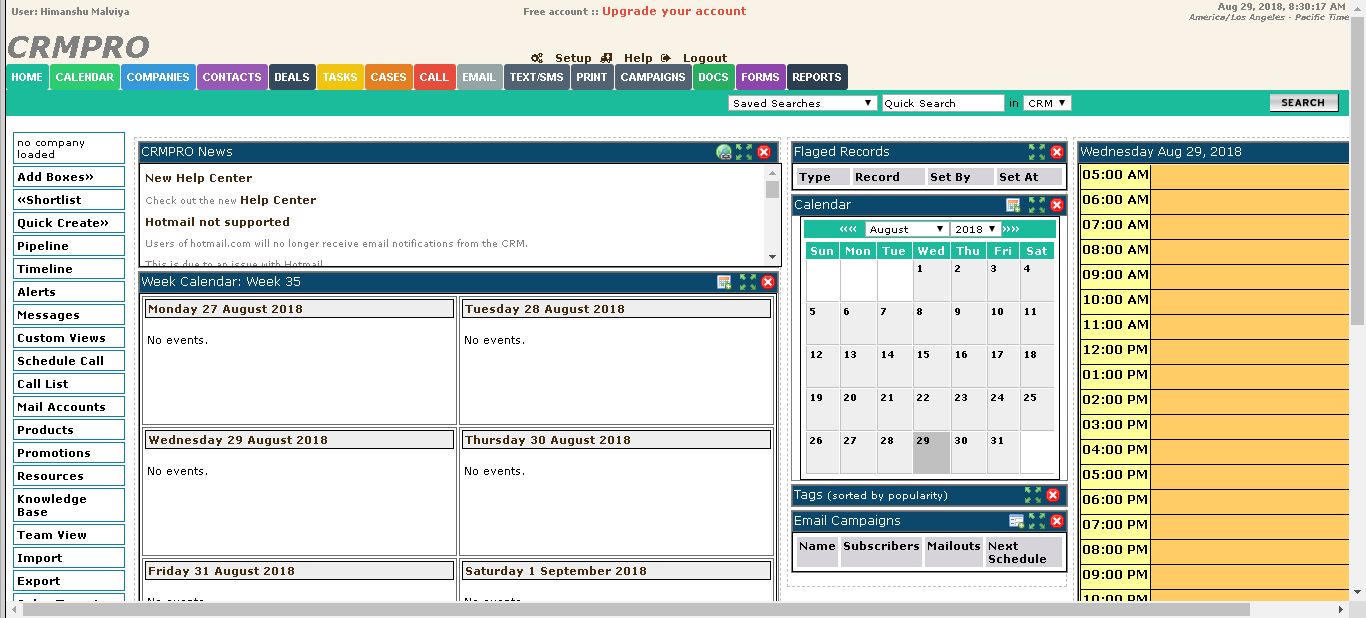 User: Himanshu Malviya
Free account :: Upgrade your account
Aug 29, 2018, 8:30:17 AM
America/Los Angeles - Pacific Time
CRMPRO
Setup Help Logout
HOME CALENDAR COMPANIES CONTACTS DEALS TASKS CASES CALL EMAIL TEXT/SMS PRINT CAMPAIGNS DOCS FORMS REPORTS
Saved Searches Quick Search in CRM SEARCH
no company
loaded
Add Boxes»
«Shortlist
Quick Create»
Pipeline
Timeline
Alerts
Messages
Custom Views
Schedule Call
Call List
Mail Accounts
Products
Promotions
Resources
Knowledge
Base
Team View
Import
Export
CRMPRO News
New Help Center
Check out the new Help Center
Hotmail not supported
Users of hotmail.com will no longer receive email notifications from the CRM.
This is due to an issue with Hotmail
Week Calendar: Week 35
Monday 27 August 2018 Tuesday 28 August 2018
No events. No events.
Wednesday 29 August 2018 Thursday 30 August 2018
No events. No events.
Friday 31 August 2018 Saturday 1 September 2018
No events. No events.
Flaged Records
Type Record Set By Set At
Calendar
«« August 2018 »»
Sun Mon Tue Wed Thu Fri Sat
1 2 3 4
5 6 7 8 9 10 11
12 13 14 15 16 17 18
19 20 21 22 23 24 25
26 27 28 29 30 31
Tags (sorted by popularity)
Email Campaigns
Name Subscribers Mailouts Next
Schedule
Wednesday Aug 29, 2018
05:00 AM
06:00 AM
07:00 AM
08:00 AM
09:00 AM
10:00 AM
11:00 AM
12:00 PM
01:00 PM
02:00 PM
03:00 PM
04:00 PM
05:00 PM
06:00 PM
07:00 PM
08:00 PM
09:00 PM
10:00 PM